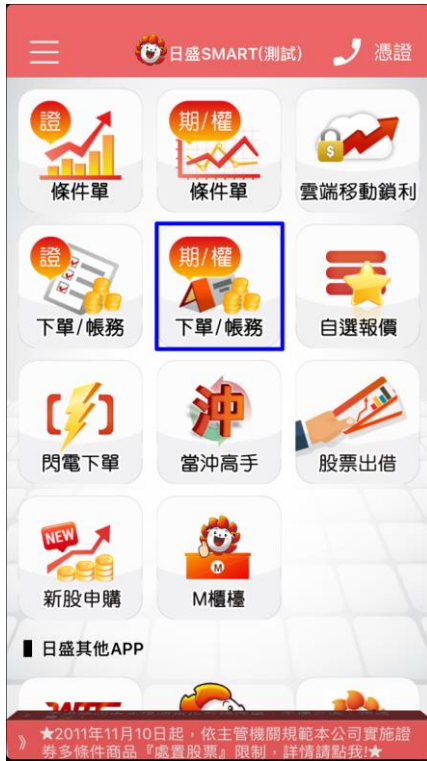 日盛SMART(測試)
憑證
證
條件單
期/權
條件單
$
雲端移動鎖利
證
下單/帳務
期/權
下單/帳務
自選報價
閃電下單
沖
當沖高手
股票出借
NEW
新股申購
M
M櫃檯
日盛其他APP
★2011年11月10日起，依主管機關規範本公司實施證
券多條件商品『處置股票』限制，詳情請點我!★